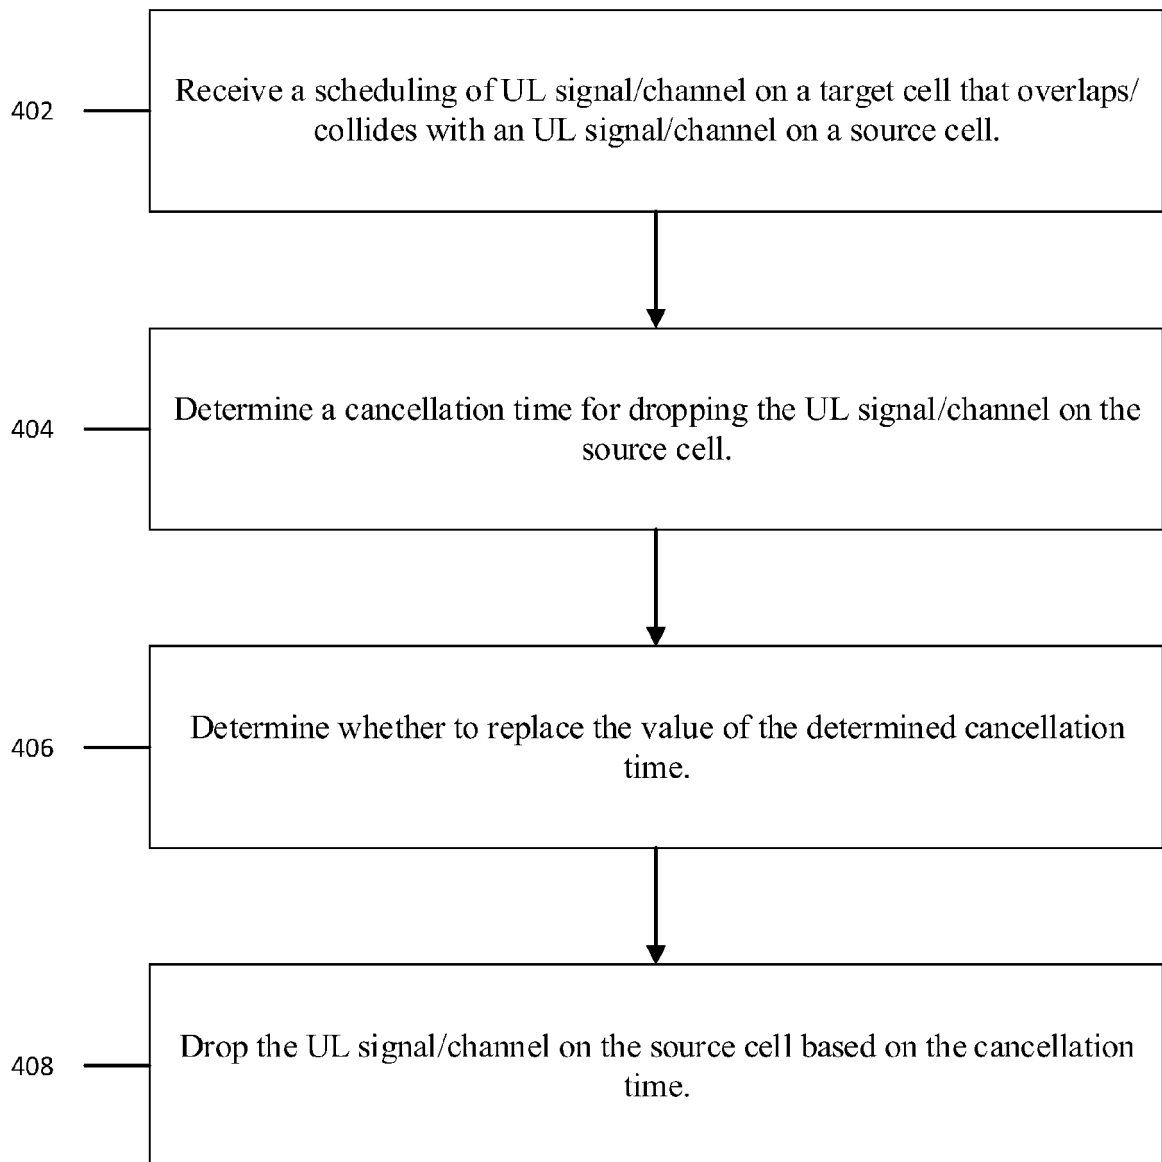 402
Receive a scheduling of UL signal/channel on a target cell that overlaps/
collides with an UL signal/channel on a source cell.
404
Determine a cancellation time for dropping the UL signal/channel on the
source cell.
406
Determine whether to replace the value of the determined cancellation
time.
408
Drop the UL signal/channel on the source cell based on the cancellation
time.